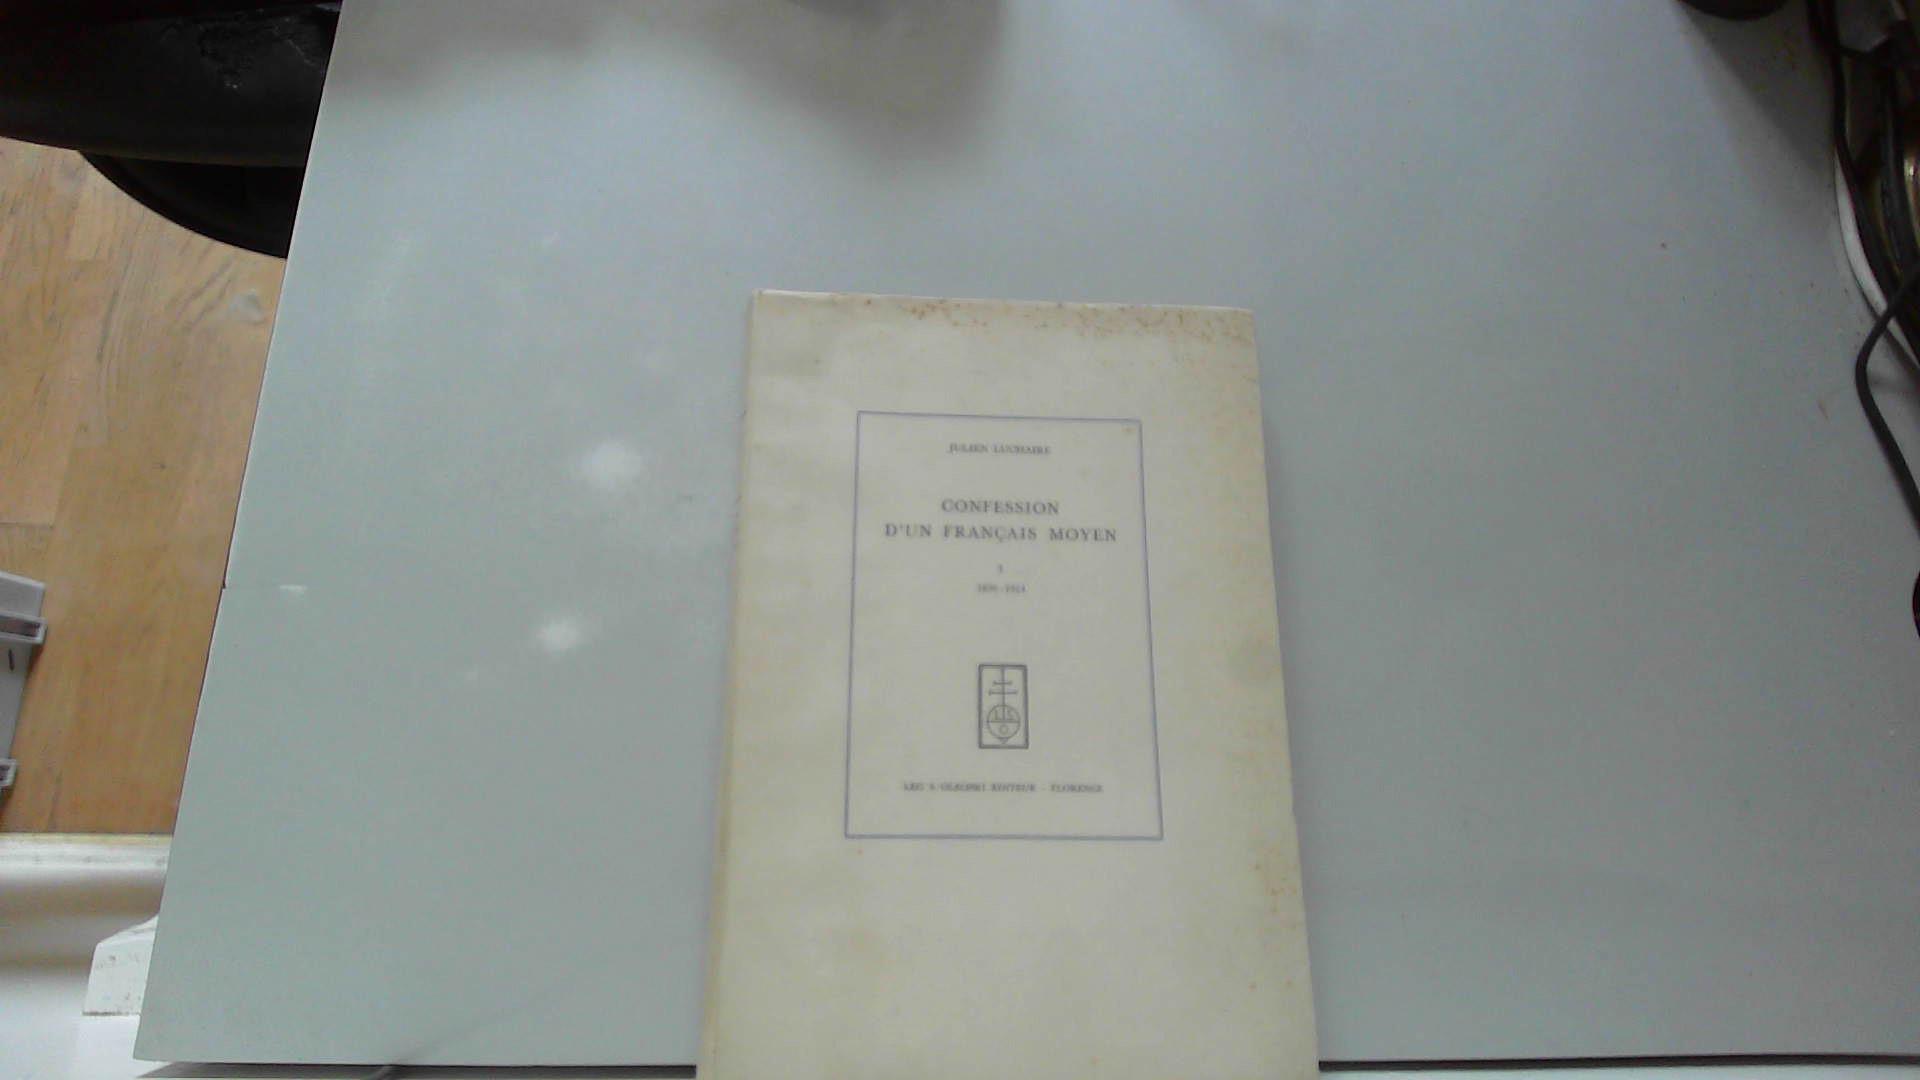 JULIEN LUCHAIRE
CONFESSION
D'UN FRANÇAIS MOYEN
I
LEO S. OLSCHKI EDITEUR - FLORENCE